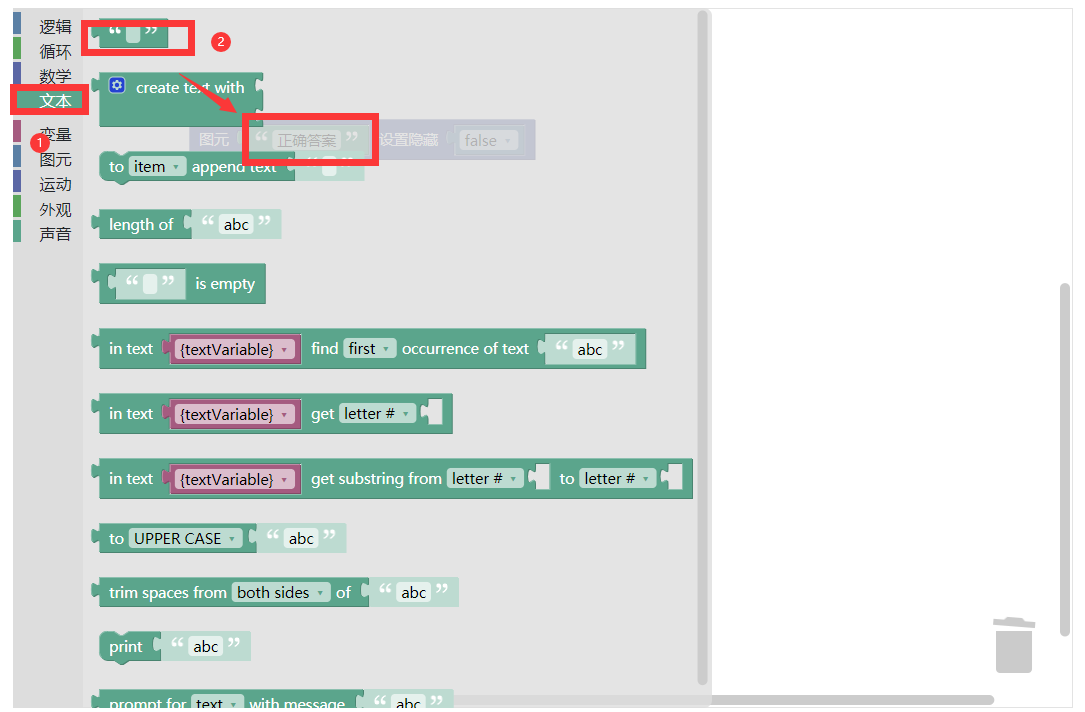 逻辑
循环
数学
文本
变量
图元
运动
外观
声音
1
“ ”
2
create text with
图元 “ 正确答案 ” 设置隐藏 false
to item append text “ ”
length of “ abc ”
“ ” is empty
in text {textVariable} find first occurrence of text “ abc ”
in text {textVariable} get letter #
in text {textVariable} get substring from letter # to letter #
to UPPER CASE “ abc ”
trim spaces from both sides of “ abc ”
print “ abc ”
prompt for text with message “ abc ”